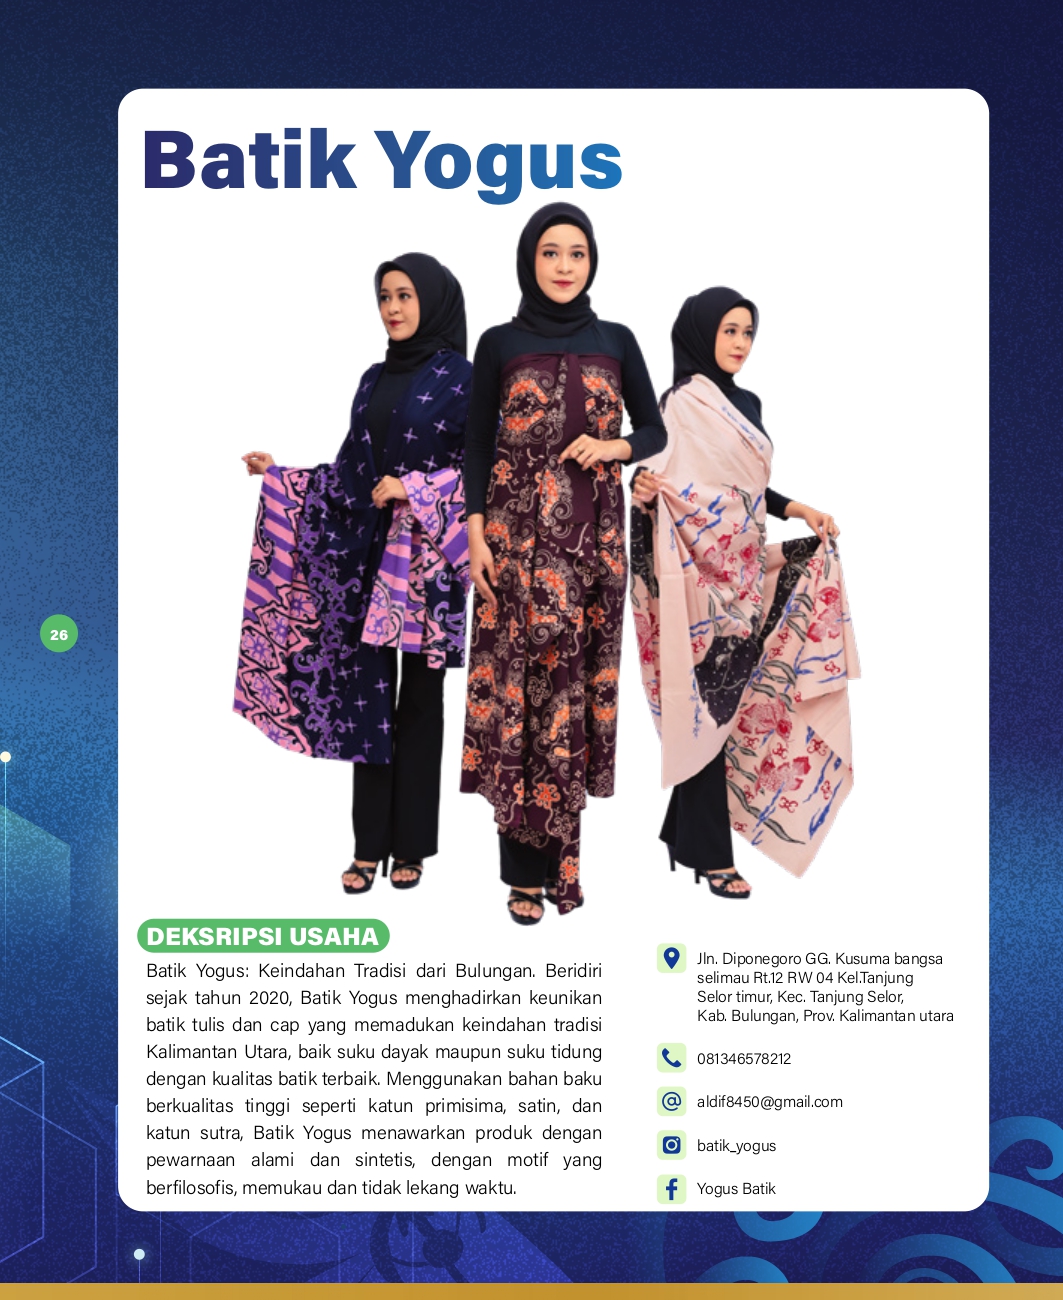 Batik Yogus
26
DEKSRIPSI USAHA
Batik Yogus: Keindahan Tradisi dari Bulungan. Beridiri
sejak tahun 2020, Batik Yogus menghadirkan keunikan
batik tulis dan cap yang memadukan keindahan tradisi
Kalimantan Utara, baik suku dayak maupun suku tidung
dengan kualitas batik terbaik. Menggunakan bahan baku
berkualitas tinggi seperti katun primisima, satin, dan
katun sutra, Batik Yogus menawarkan produk dengan
pewarnaan alami dan sintetis, dengan motif yang
berfilosofis, memukau dan tidak lekang waktu.
Jln. Diponegoro GG. Kusuma bangsa
selimau Rt.12 RW 04 Kel.Tanjung
Selor timur, Kec. Tanjung Selor,
Kab. Bulungan, Prov. Kalimantan utara
081346578212
aldif8450@gmail.com
batik_yogus
Yogus Batik